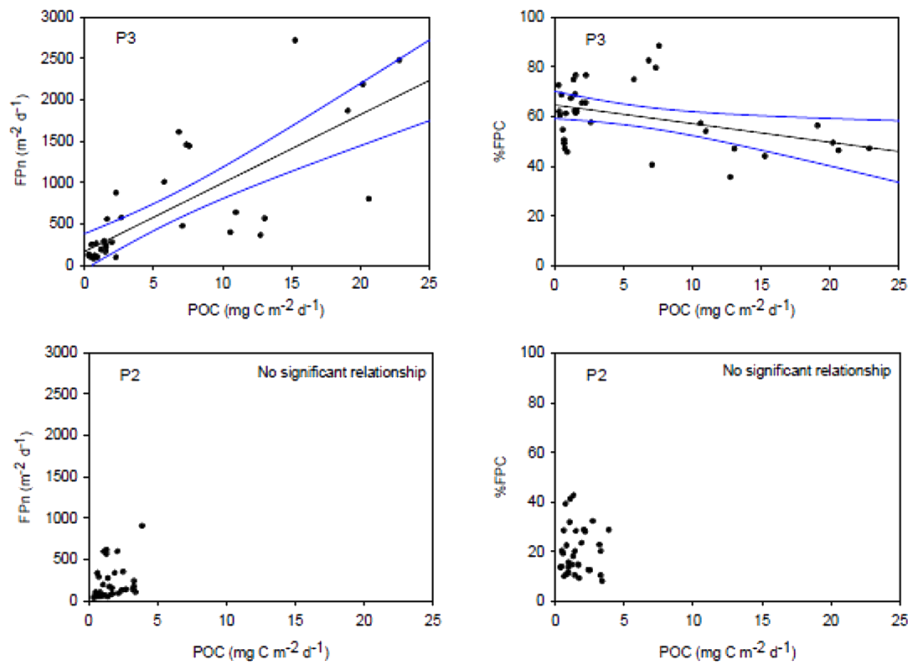 P3
FPn (m⁻² d⁻¹)
3000
2500
2000
1500
1000
500
0
0 5 10 15 20 25
POC (mg C m⁻² d⁻¹)
P3
%FPC
100
80
60
40
20
0
0 5 10 15 20 25
POC (mg C m⁻² d⁻¹)
P2
No significant relationship
FPn (m⁻² d⁻¹)
3000
2500
2000
1500
1000
500
0
0 5 10 15 20 25
POC (mg C m⁻² d⁻¹)
P2
No significant relationship
%FPC
100
80
60
40
20
0
0 5 10 15 20 25
POC (mg C m⁻² d⁻¹)